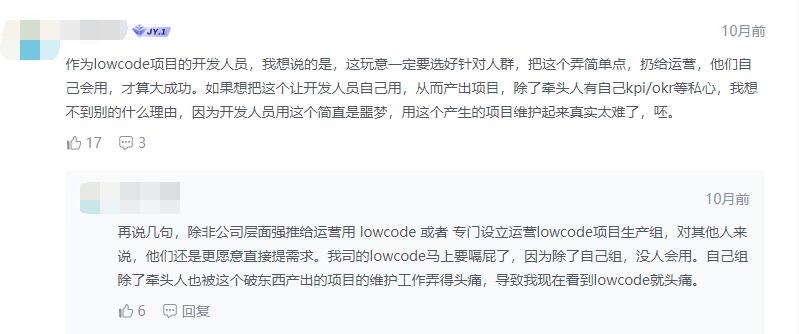 JY.1
10月前
作为lowcode项目的开发人员，我想说的是，这玩意一定要选好针对人群，把这个弄简单点，扔给运营，他们自
己会用，才算大成功。如果想把这个让开发人员自己用，从而产出项目，除了牵头人有自己kpi/okr等私心，我想
不到别的什么理由，因为开发人员用这个简直是噩梦，用这个产生的项目维护起来真实太难了，呸。
17 3
10月前
再说几句，除非公司层面强推给运营用 lowcode 或者 专门设立运营lowcode项目生产组，对其他人来
说，他们还是更愿意直接提需求。我司的lowcode马上要嗝屁了，因为除了自己组，没人会用。自己组
除了牵头人也被这个破东西产出的项目的维护工作弄得头痛，导致我现在看到lowcode就头痛。
6 回复